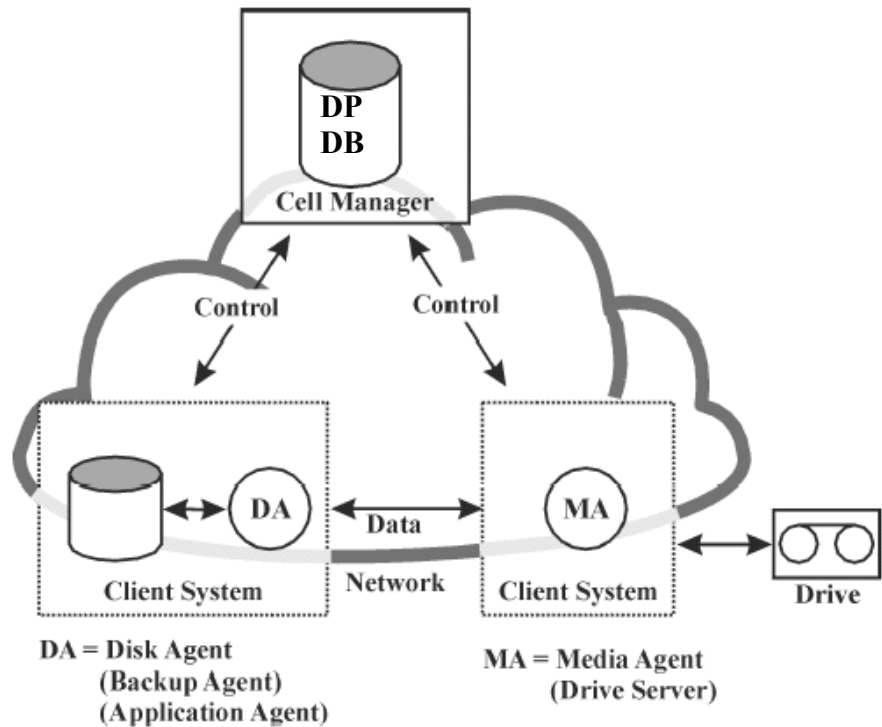 DP
DB
Cell Manager
Control
Control
DA
Data
MA
Client System
Network
Client System
Drive
DA = Disk Agent
(Backup Agent)
(Application Agent)
MA = Media Agent
(Drive Server)